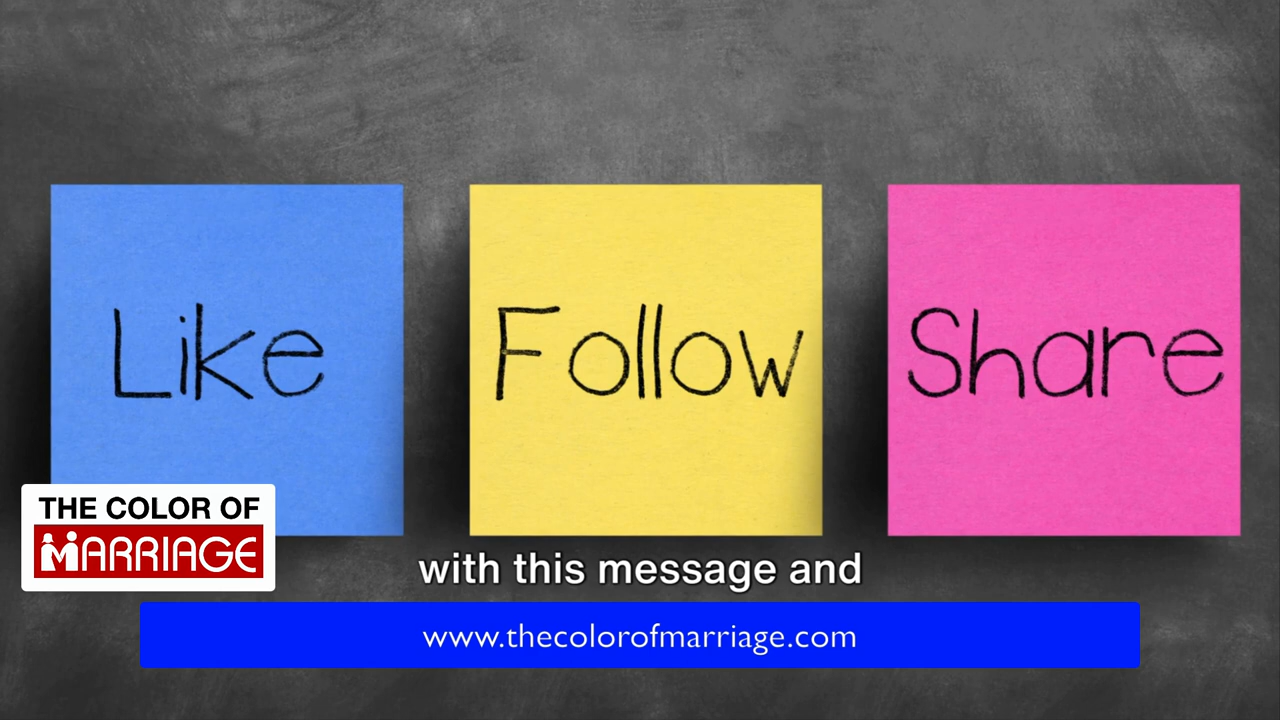 Like
Follow
Share
THE COLOR OF
MARRIAGE
with this message and
www.thecolorofmarriage.com